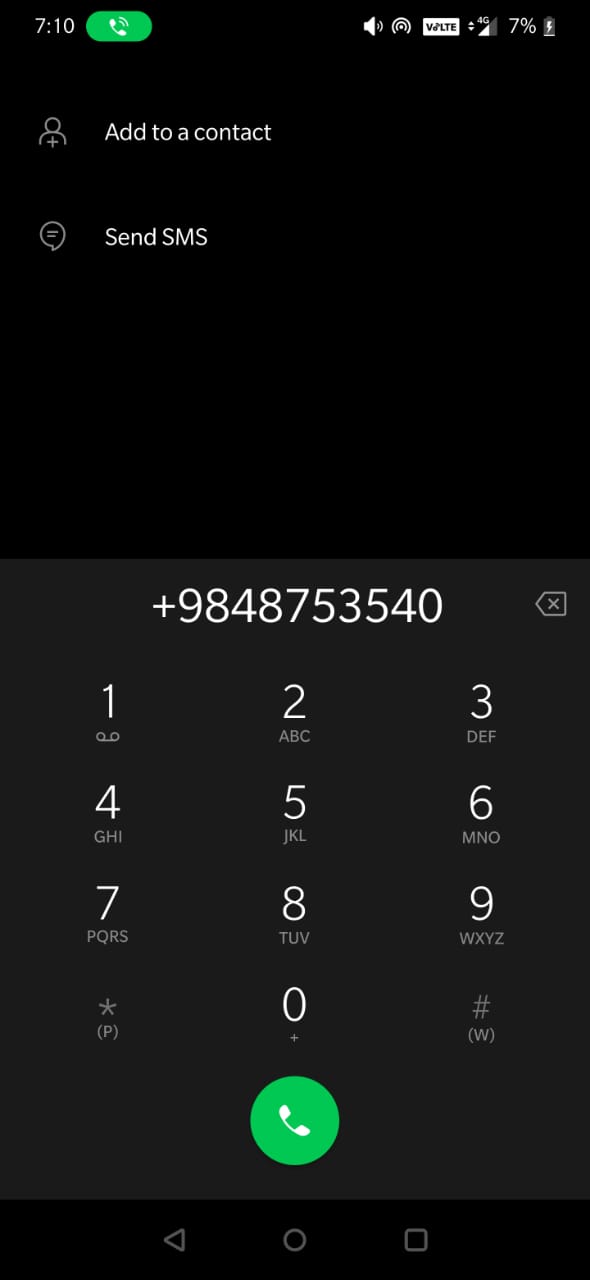 7:10 VoLTE 4G 7%
Add to a contact
Send SMS
+9848753540
1 2 3
ABC DEF
4 5 6
GHI JKL MNO
7 8 9
PQRS TUV WXYZ
* 0 #
(P) + (W)